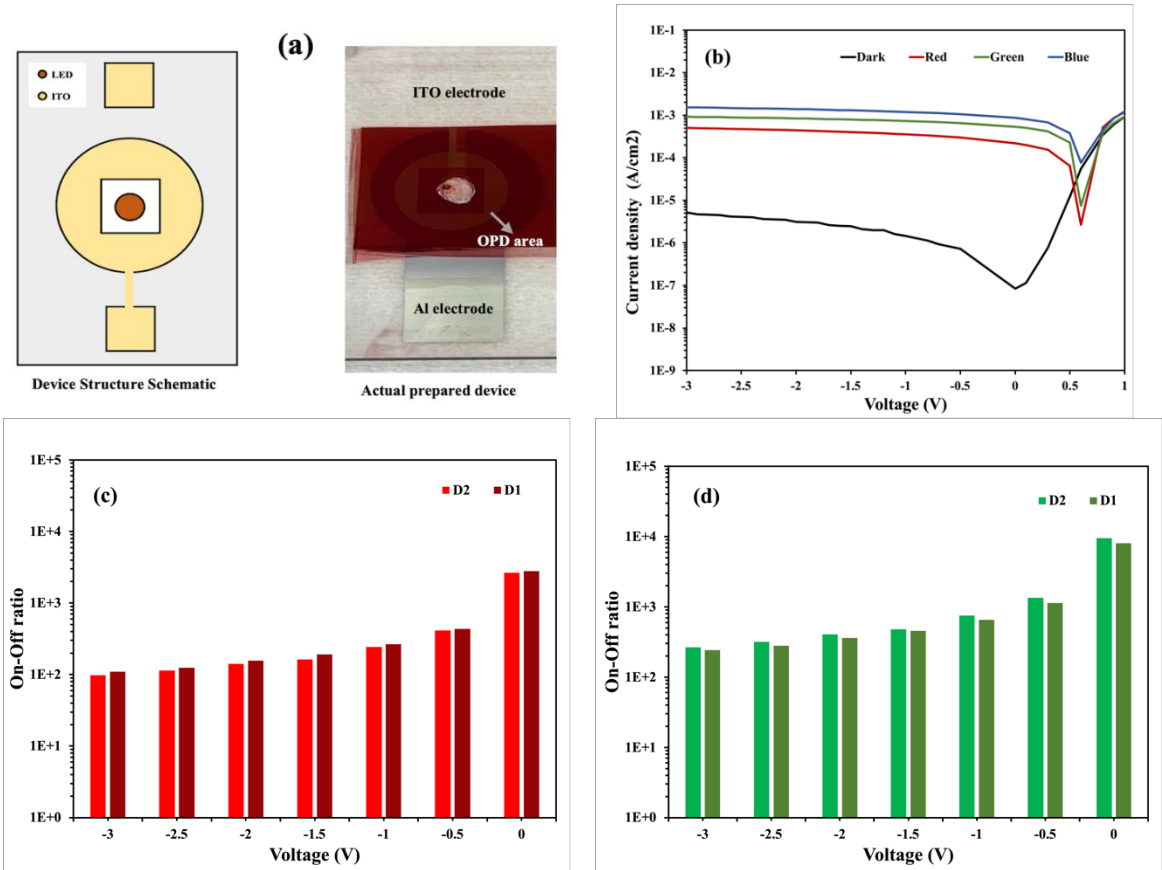 (a)
LED
ITO
Device Structure Schematic
ITO electrode
OPD area
Al electrode
Actual prepared device
(b)
Dark Red Green Blue
Current density (A/cm2)
1E-1
1E-2
1E-3
1E-4
1E-5
1E-6
1E-7
1E-8
1E-9
-3 -2.5 -2 -1.5 -1 -0.5 0 0.5 1
Voltage (V)
(c)
D2 D1
On-Off ratio
1E+5
1E+4
1E+3
1E+2
1E+1
1E+0
-3 -2.5 -2 -1.5 -1 -0.5 0
Voltage (V)
(d)
D2 D1
On-Off ratio
1E+5
1E+4
1E+3
1E+2
1E+1
1E+0
-3 -2.5 -2 -1.5 -1 -0.5 0
Voltage (V)